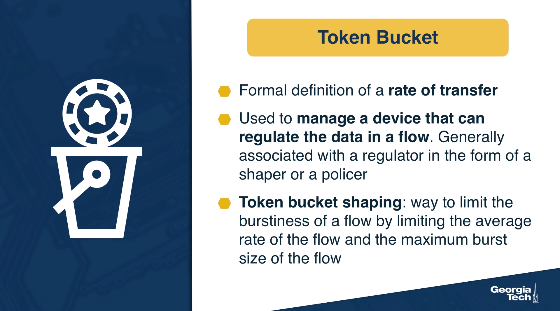 Token Bucket
Formal definition of a rate of transfer
Used to manage a device that can
regulate the data in a flow. Generally
associated with a regulator in the form of a
shaper or a policer
Token bucket shaping: way to limit the
burstiness of a flow by limiting the average
rate of the flow and the maximum burst
size of the flow
Georgia
Tech